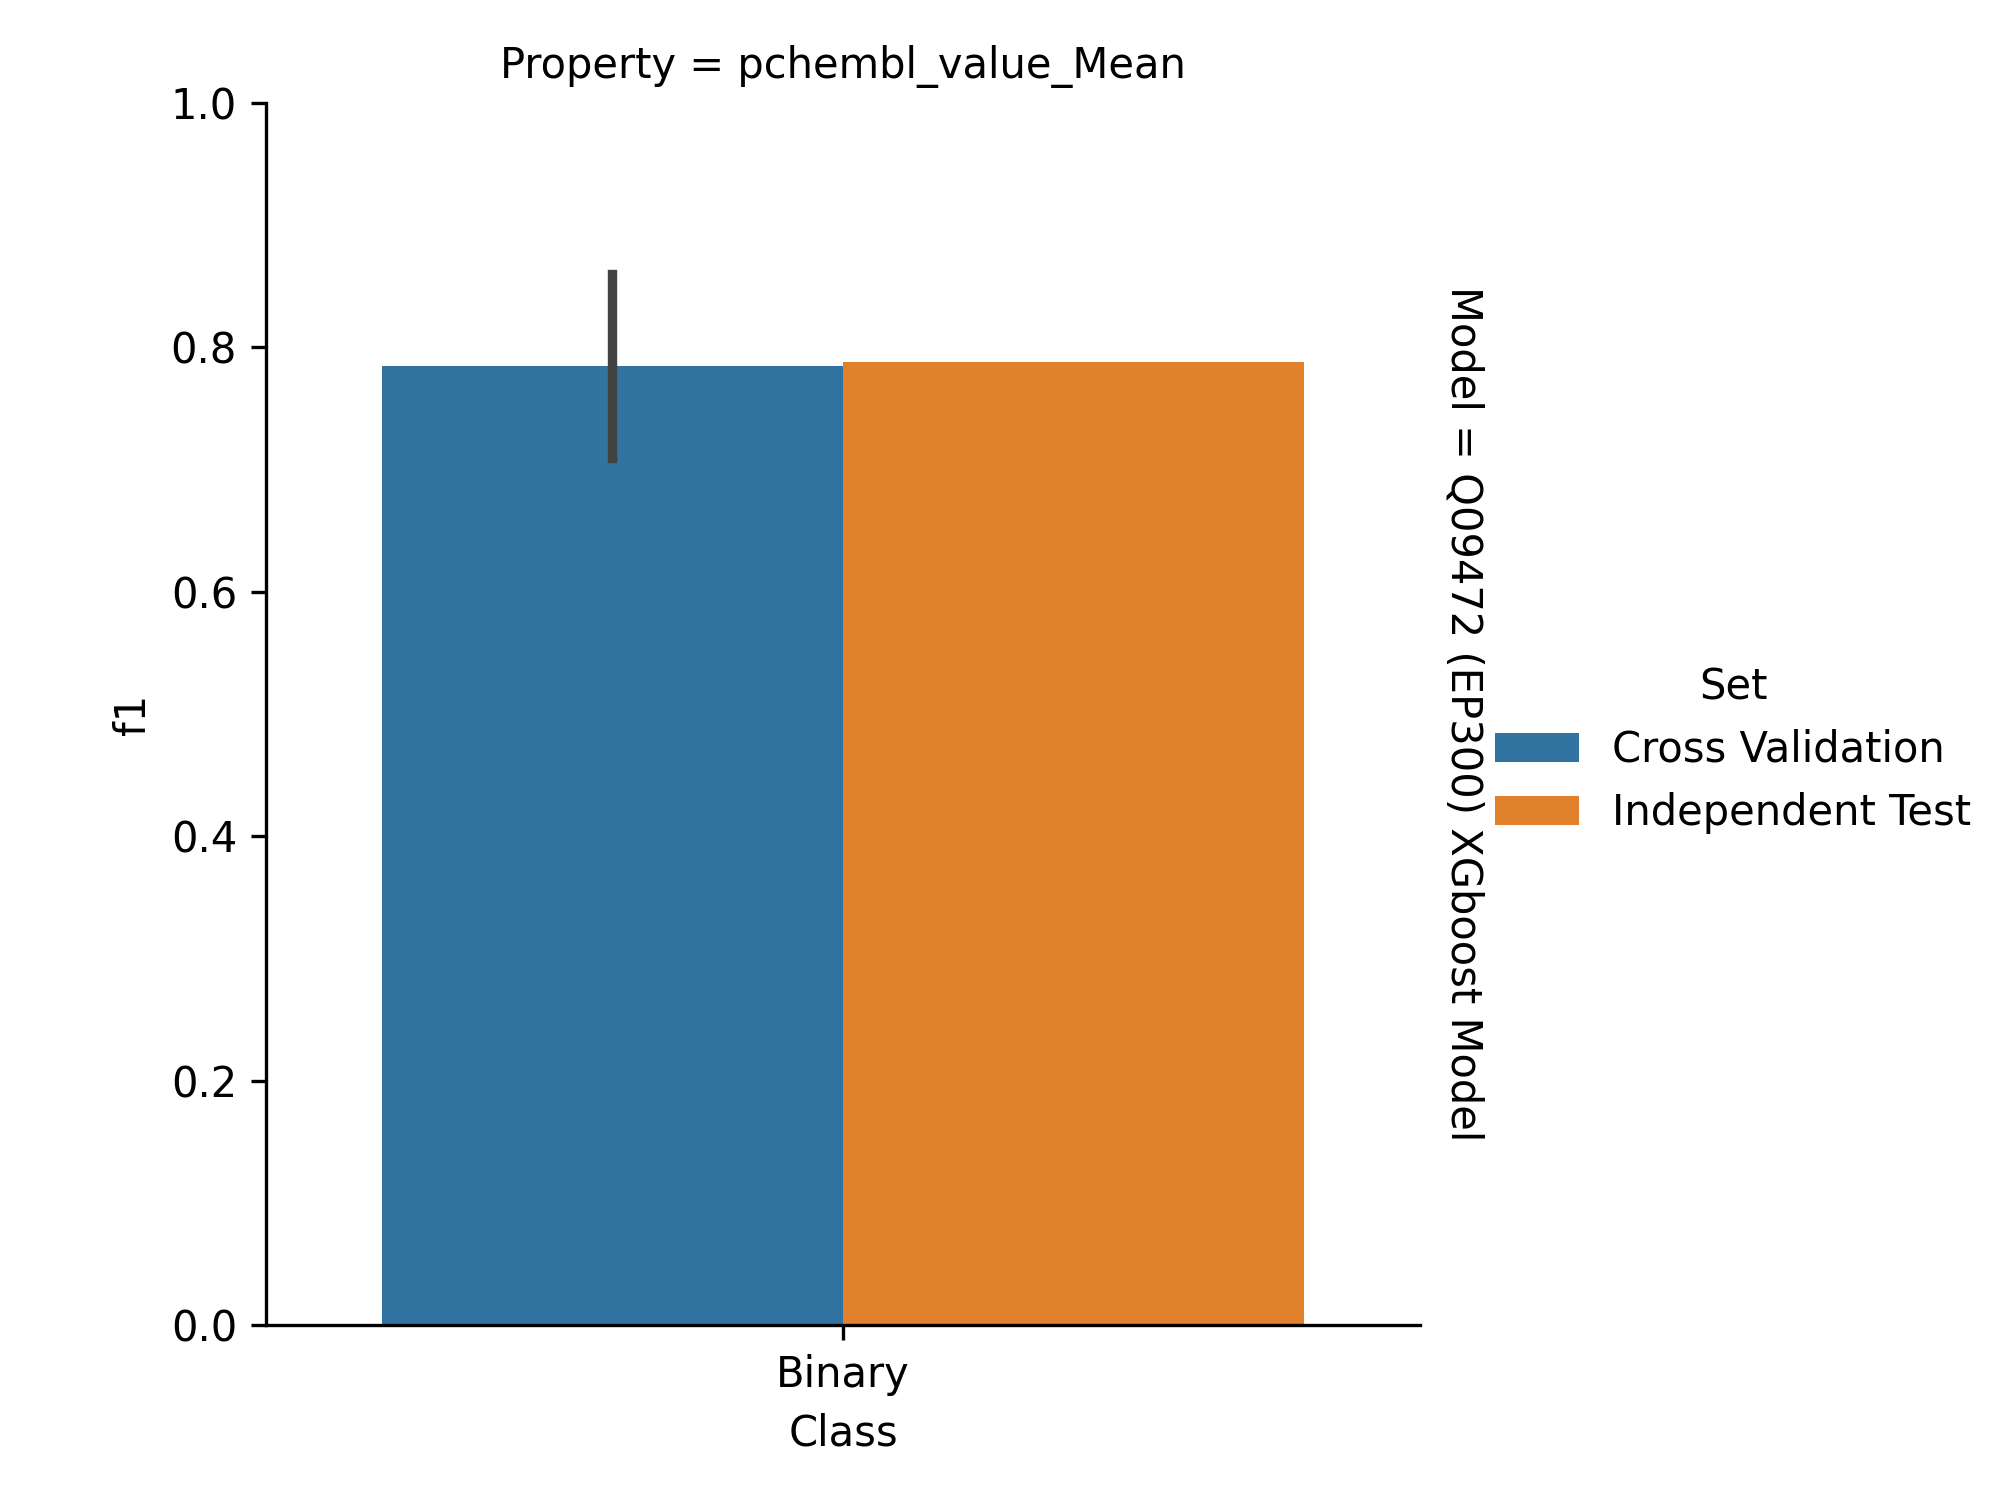 Property = pchembl_value_Mean
1.0
0.8
0.6
0.4
0.2
0.0
f1
Binary
Class
Model = Q09472 (EP300) XGboost Model
Set
Cross Validation
Independent Test